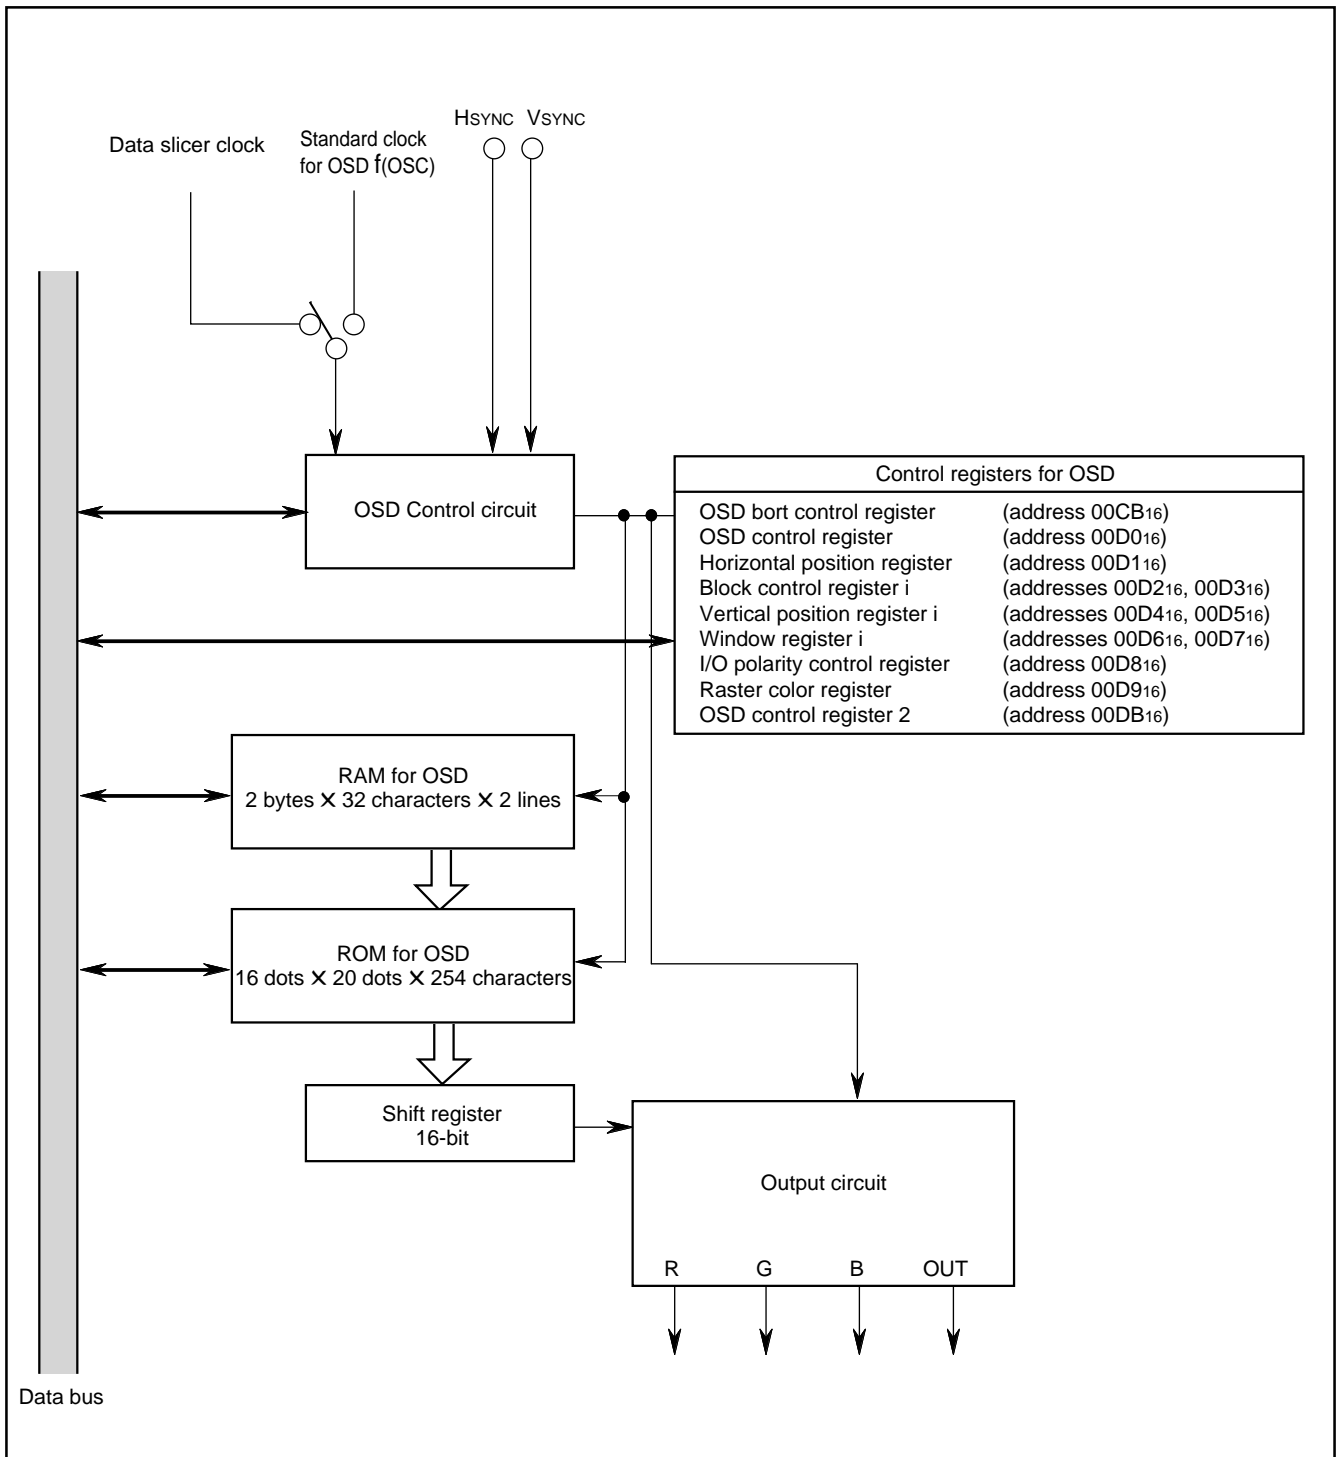 HSYNC VSYNC
Data slicer clock
Standard clock
for OSD f(OSC)
OSD Control circuit
Control registers for OSD
OSD bort control register (address 00CB16)
OSD control register (address 00D016)
Horizontal position register (address 00D116)
Block control register i (addresses 00D216, 00D316)
Vertical position register i (addresses 00D416, 00D516)
Window register i (addresses 00D616, 00D716)
I/O polarity control register (address 00D816)
Raster color register (address 00D916)
OSD control register 2 (address 00DB16)
RAM for OSD
2 bytes ✕ 32 characters ✕ 2 lines
ROM for OSD
16 dots ✕ 20 dots ✕ 254 characters
Shift register
16-bit
Output circuit
R G B OUT
Data bus